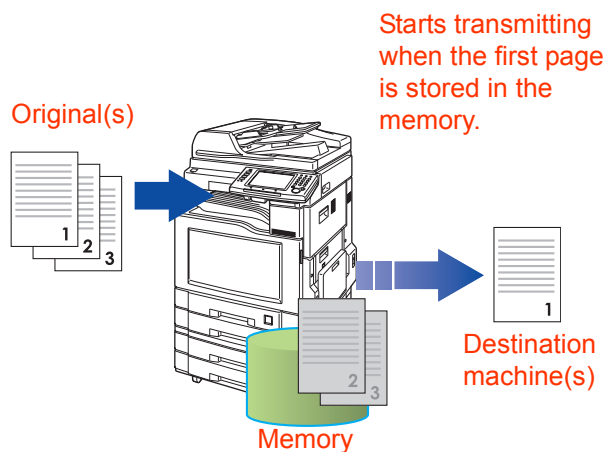 Starts transmitting
when the first page
is stored in the
memory.
Original(s)
1
2
3
1
Destination
machine(s)
2
3
Memory